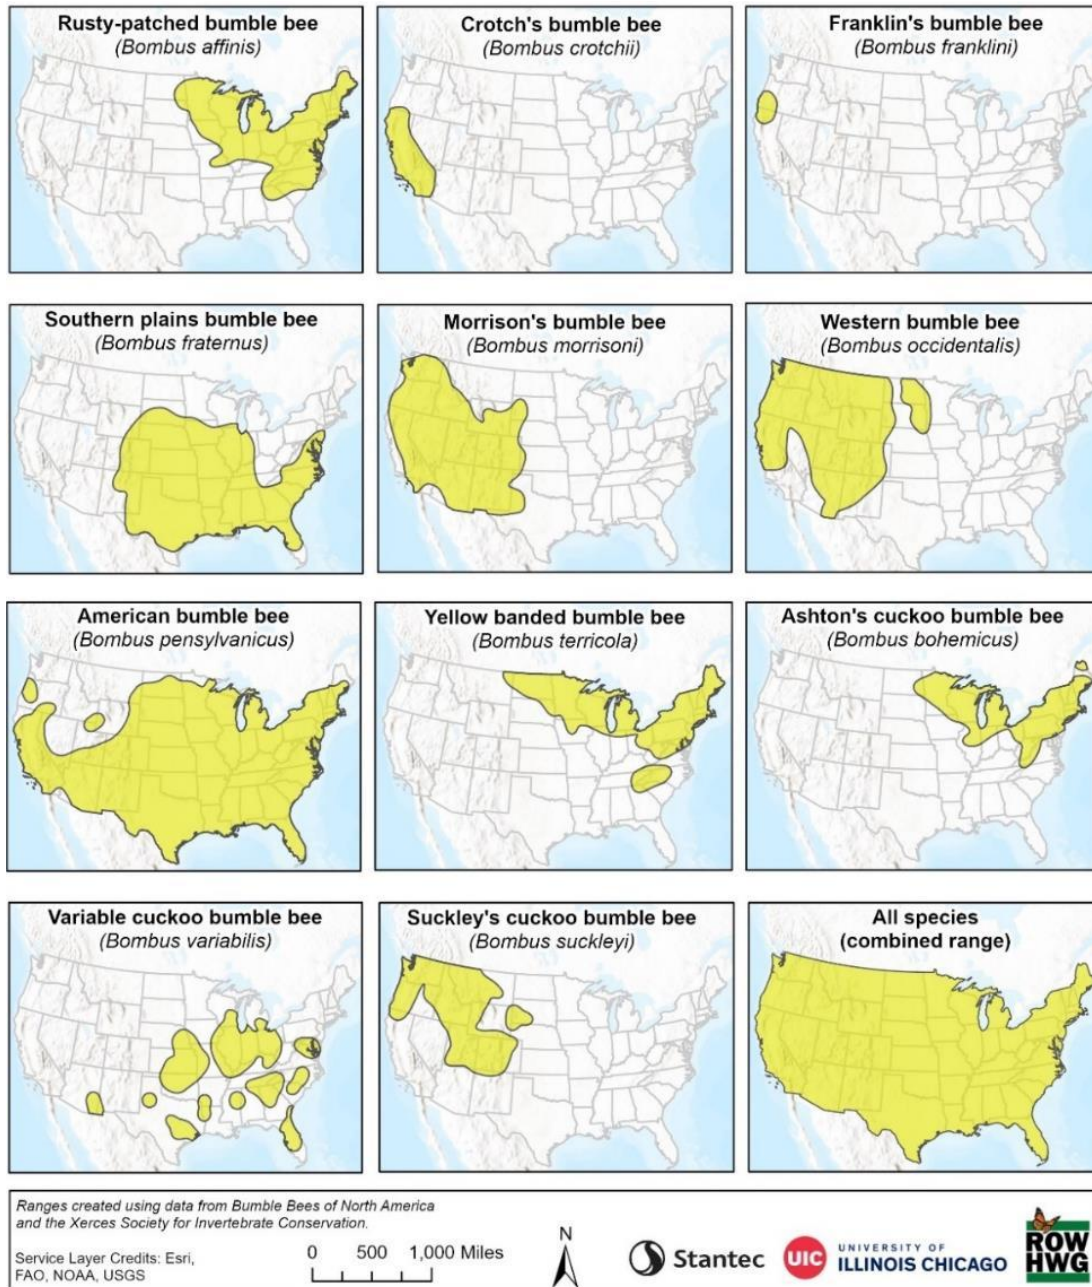 Rusty-patched bumble bee
(Bombus affinis)
Crotch's bumble bee
(Bombus crotchii)
Franklin's bumble bee
(Bombus franklini)
Southern plains bumble bee
(Bombus fraternus)
Morrison's bumble bee
(Bombus morrisoni)
Western bumble bee
(Bombus occidentalis)
American bumble bee
(Bombus pensylvanicus)
Yellow banded bumble bee
(Bombus terricola)
Ashton's cuckoo bumble bee
(Bombus bohemicus)
Variable cuckoo bumble bee
(Bombus variabilis)
Suckley's cuckoo bumble bee
(Bombus suckleyi)
All species
(combined range)
Ranges created using data from Bumble Bees of North America
and the Xerces Society for Invertebrate Conservation.
Service Layer Credits: Esri,
FAO, NOAA, USGS
0 500 1,000 Miles
N
Stantec
UIC
UNIVERSITY OF
ILLINOIS CHICAGO
ROW
HWG